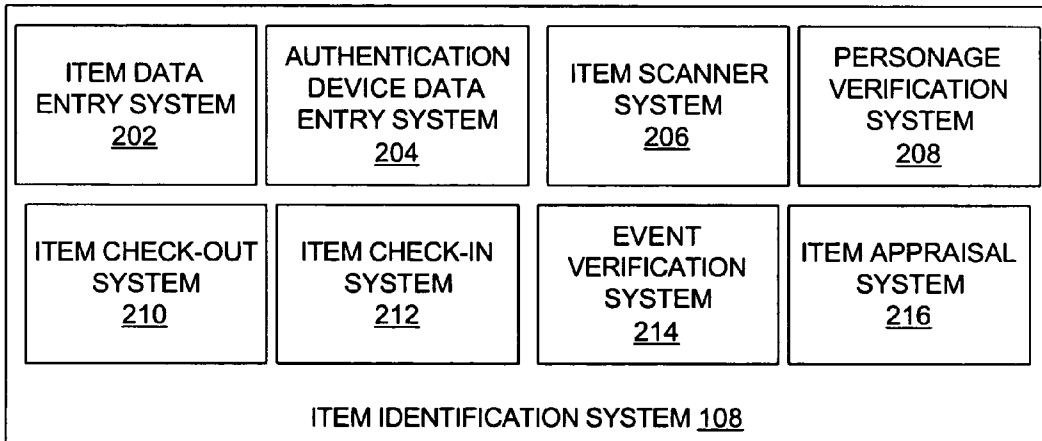 ITEM DATA
ENTRY SYSTEM
202
AUTHENTICATION
DEVICE DATA
ENTRY SYSTEM
204
ITEM SCANNER
SYSTEM
206
PERSONAGE
VERIFICATION
SYSTEM
208
ITEM CHECK-OUT
SYSTEM
210
ITEM CHECK-IN
SYSTEM
212
EVENT
VERIFICATION
SYSTEM
214
ITEM APPRAISAL
SYSTEM
216
ITEM IDENTIFICATION SYSTEM 108